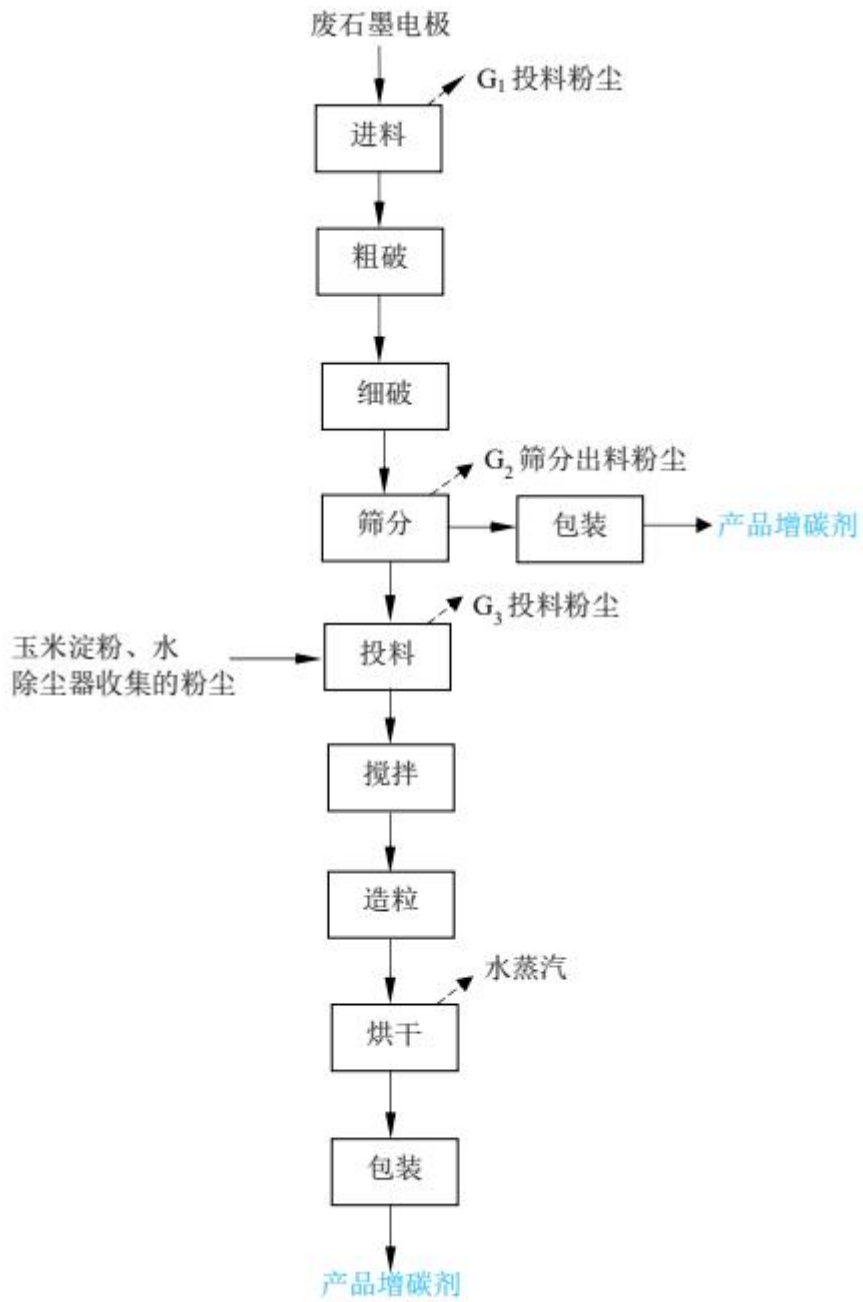 废石墨电极
G₁ 投料粉尘
进料
粗破
细破
G₂ 筛分出料粉尘
筛分
包装
产品增碳剂
G₃ 投料粉尘
玉米淀粉、水
除尘器收集的粉尘
投料
搅拌
造粒
水蒸汽
烘干
包装
产品增碳剂